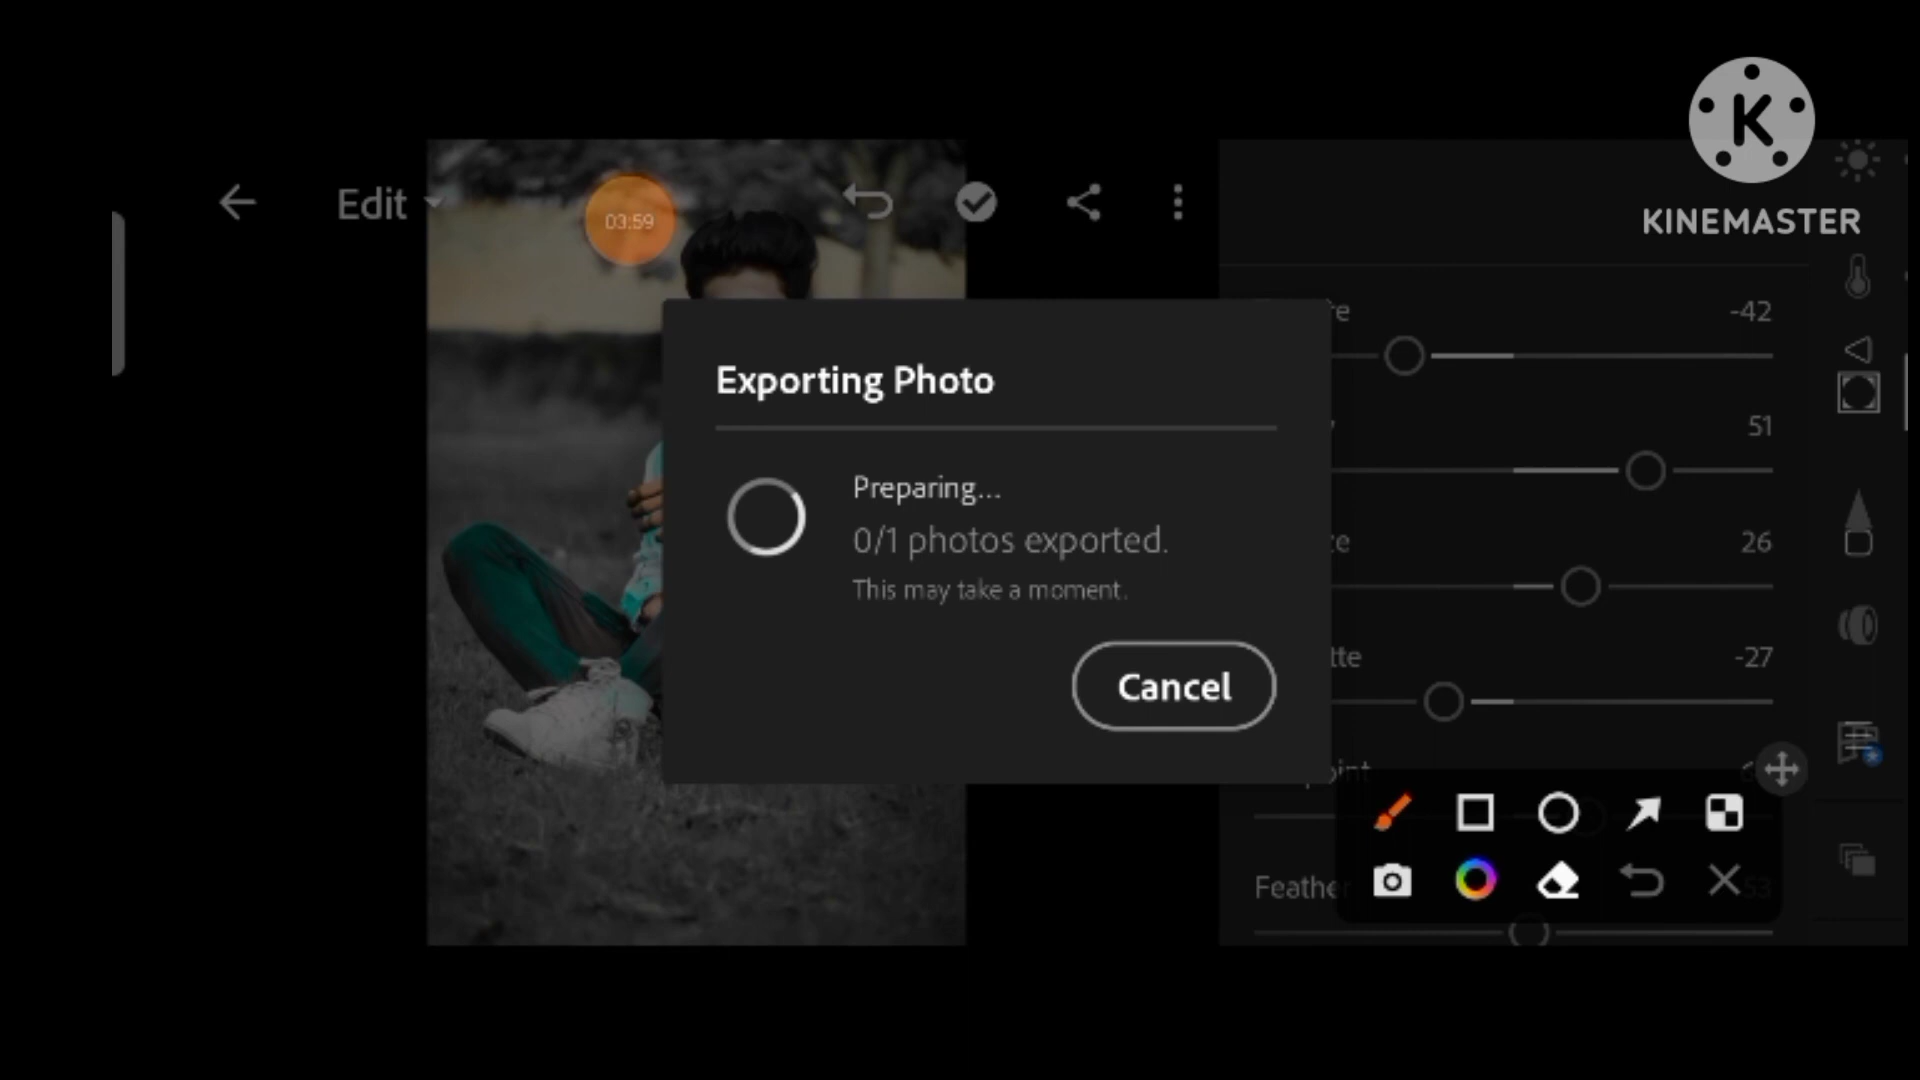 KINEMASTER
Edit
03:59
-42
51
Exporting Photo
Preparing...
0/1 photos exported.
This may take a moment.
26
-27
Cancel
Feather